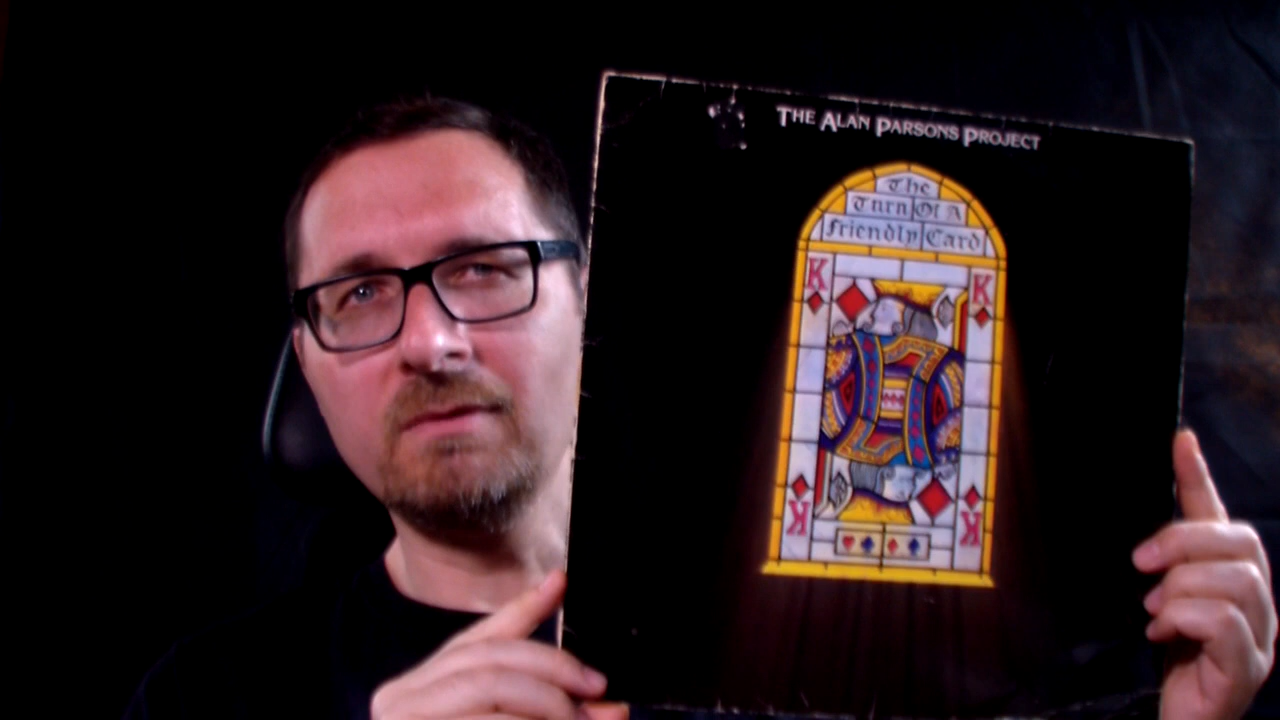 THE ALAN PARSONS PROJECT
The
Turn Of A
Friendly Card
K K
K K